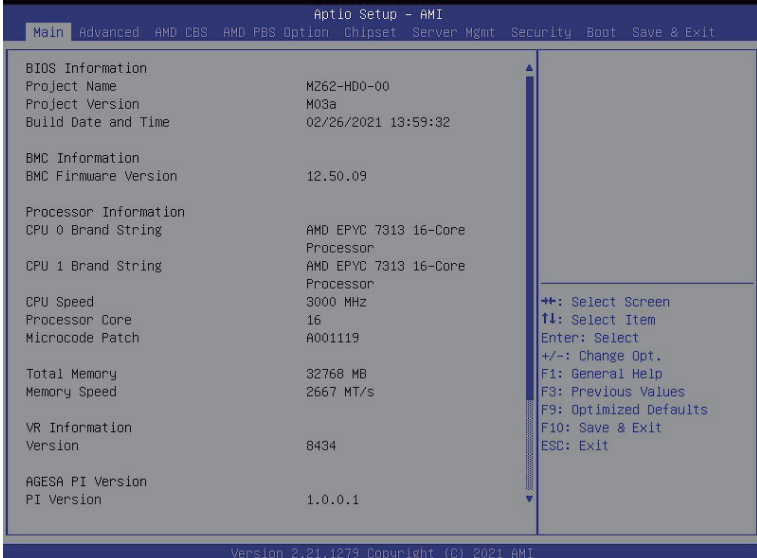 Aptio Setup - AMI
Main Advanced AMD CBS AMD PBS Option Chipset Server Mgmt Security Boot Save & Exit
BIOS Information
Project Name MZ62-HD0-00
Project Version M03a
Build Date and Time 02/26/2021 13:59:32
BMC Information
BMC Firmware Version 12.50.09
Processor Information
CPU 0 Brand String AMD EPYC 7313 16-Core
Processor
CPU 1 Brand String AMD EPYC 7313 16-Core
Processor
CPU Speed 3000 MHz
Processor Core 16
Microcode Patch A001119
Total Memory 32768 MB
Memory Speed 2667 MT/s
VR Information
Version 8434
AGESA PI Version
PI Version 1.0.0.1
→←: Select Screen
↑↓: Select Item
Enter: Select
+/-: Change Opt.
F1: General Help
F3: Previous Values
F9: Optimized Defaults
F10: Save & Exit
ESC: Exit
Version 2.21.1279 Copyright (C) 2021 AMI